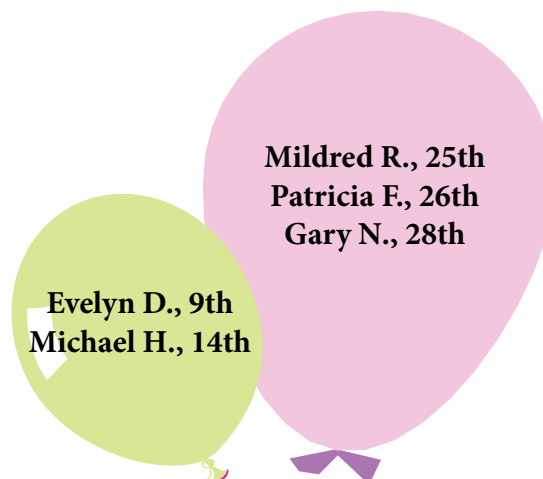 Mildred R., 25th
Patricia F., 26th
Gary N., 28th
Evelyn D., 9th
Michael H., 14th